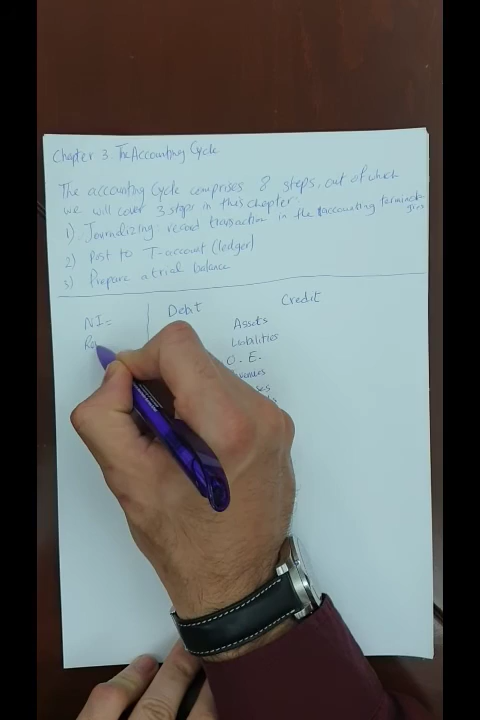 Chapter 3 The Accounting Cycle
The accounting Cycle comprises 8 steps, out of which
we will cover 3 steps in this chapter:
1) Journalizing: record transaction in the accounting
2) Post to T-account (ledger)
3) Prepare a trial balance
Debit Credit
NI= Assets
Liabilities
O. E.